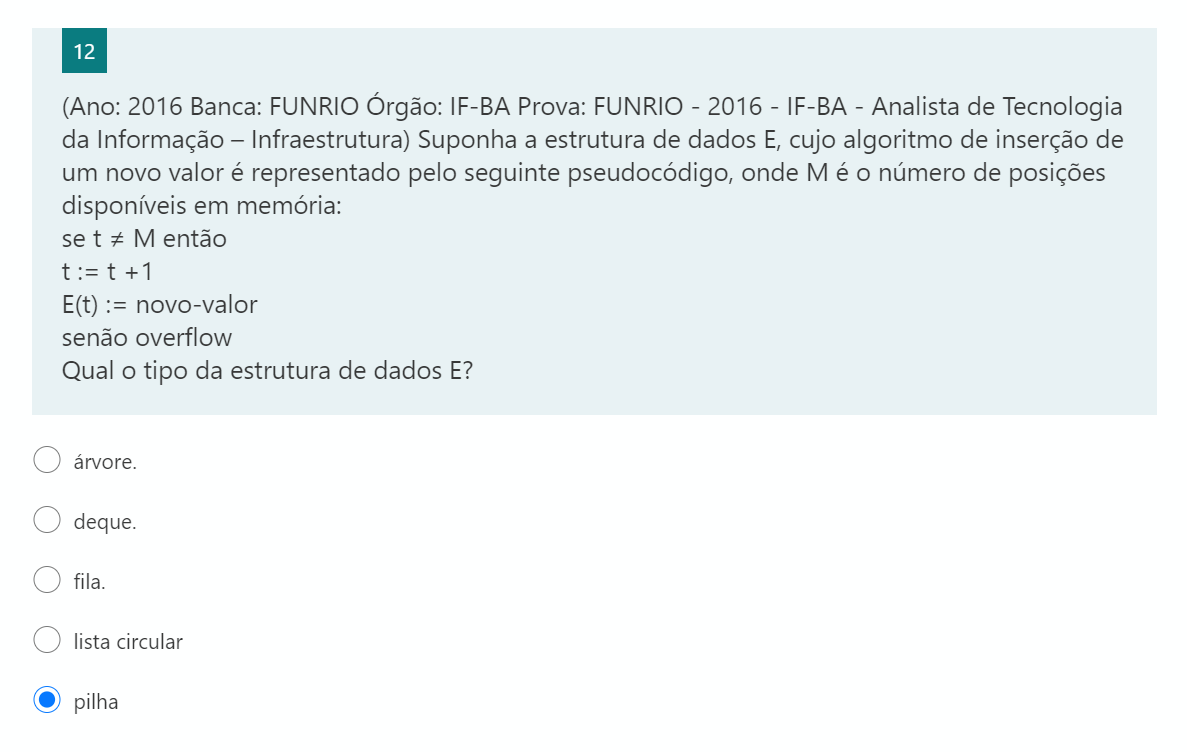 12
(Ano: 2016 Banca: FUNRIO Órgão: IF-BA Prova: FUNRIO - 2016 - IF-BA - Analista de Tecnologia
da Informação – Infraestrutura) Suponha a estrutura de dados E, cujo algoritmo de inserção de
um novo valor é representado pelo seguinte pseudocódigo, onde M é o número de posições
disponíveis em memória:
se t ≠ M então
t := t +1
E(t) := novo-valor
senão overflow
Qual o tipo da estrutura de dados E?
árvore.
deque.
fila.
lista circular
pilha